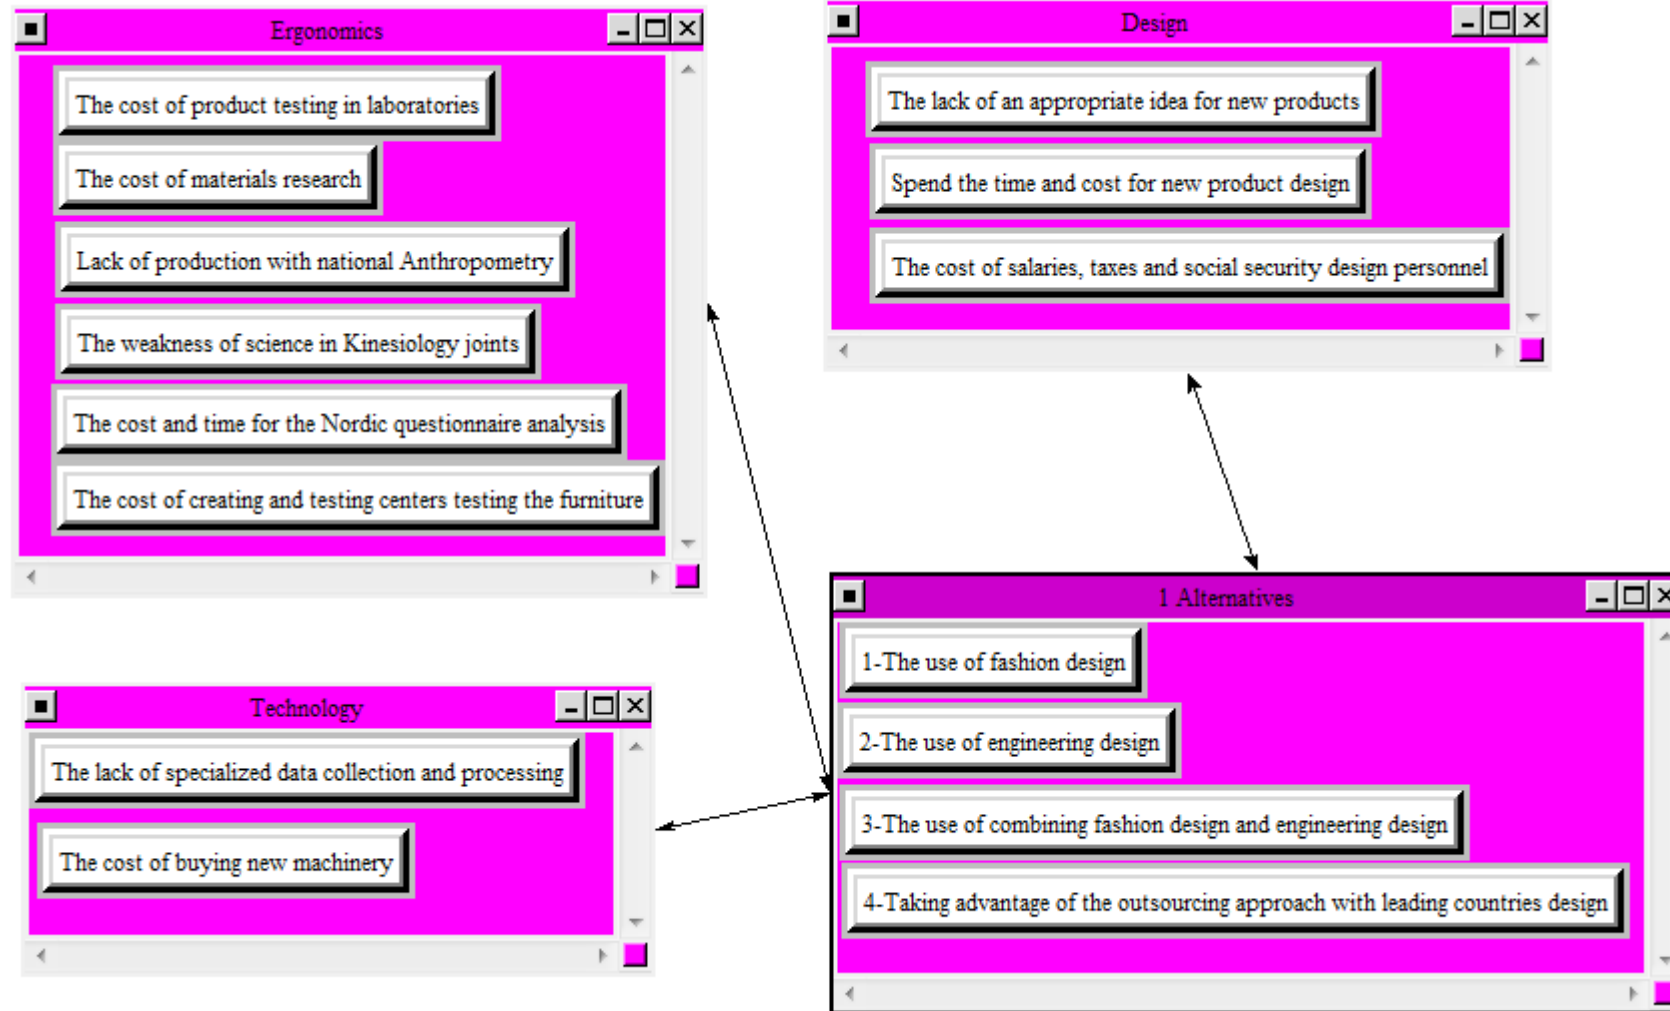 Ergonomics
The cost of product testing in laboratories
The cost of materials research
Lack of production with national Anthropometry
The weakness of science in Kinesiology joints
The cost and time for the Nordic questionnaire analysis
The cost of creating and testing centers testing the furniture
Design
The lack of an appropriate idea for new products
Spend the time and cost for new product design
The cost of salaries, taxes and social security design personnel
Technology
The lack of specialized data collection and processing
The cost of buying new machinery
1 Alternatives
1-The use of fashion design
2-The use of engineering design
3-The use of combining fashion design and engineering design
4-Taking advantage of the outsourcing approach with leading countries design